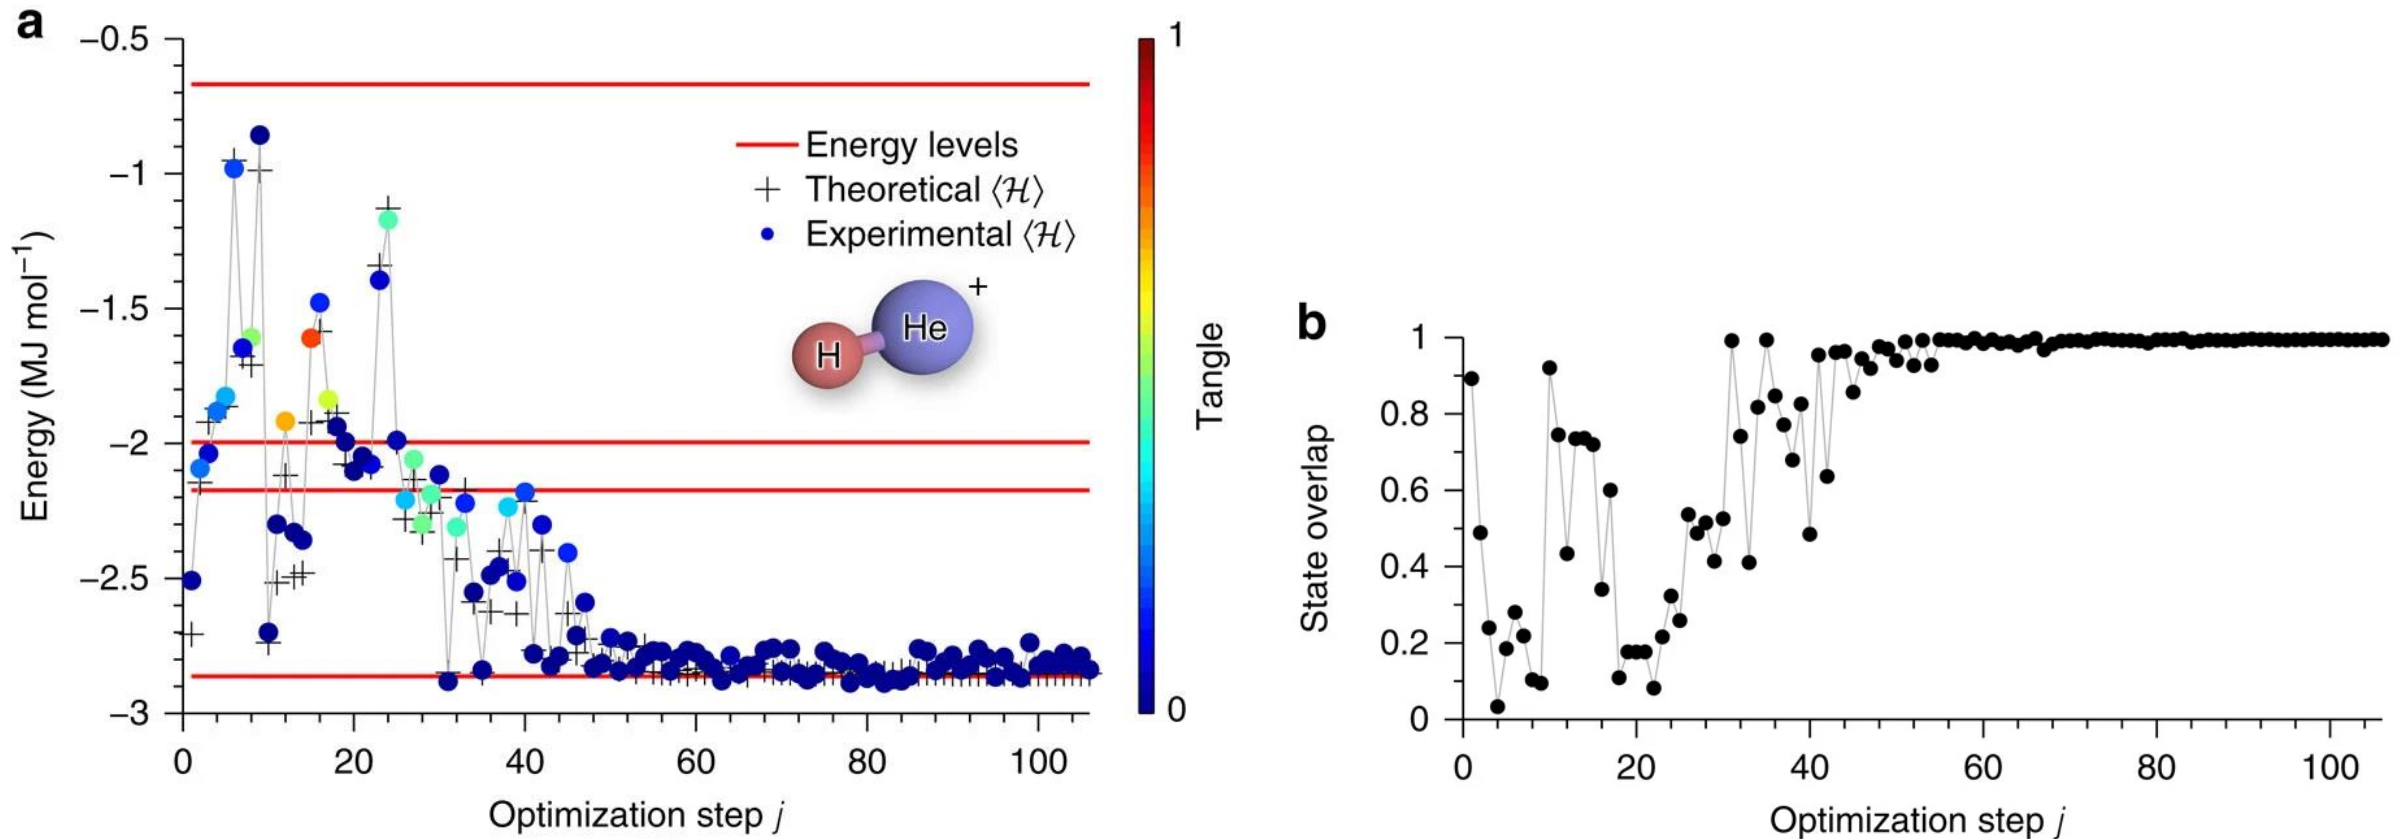 a
−0.5
−1
−1.5
−2
−2.5
−3
Energy (MJ mol⁻¹)
0 20 40 60 80 100
Optimization step j
Energy levels
Theoretical ⟨ℋ⟩
Experimental ⟨ℋ⟩
H He +
1
0
Tangle
b
1
0.8
0.6
0.4
0.2
0
State overlap
0 20 40 60 80 100
Optimization step j